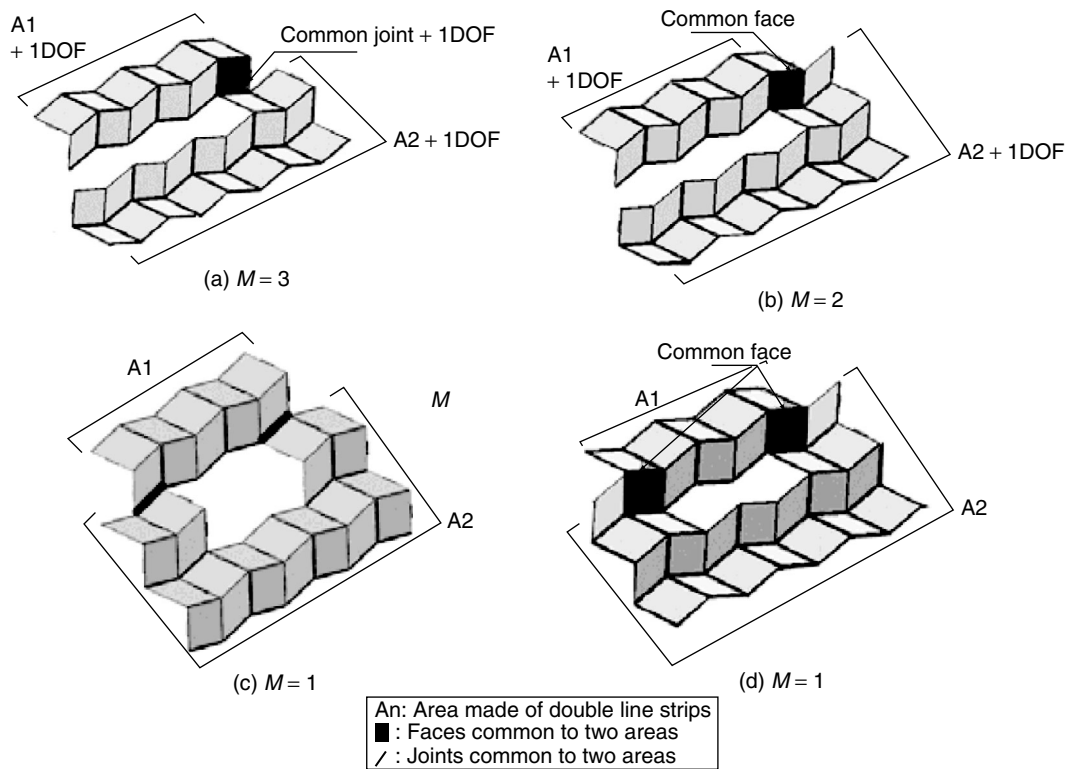 A1
+ 1DOF
Common joint + 1DOF
A2 + 1DOF
(a) M = 3
Common face
A1
+ 1DOF
A2 + 1DOF
(b) M = 2
A1
M
A2
(c) M = 1
Common face
A1
A2
(d) M = 1
An: Area made of double line strips
: Faces common to two areas
: Joints common to two areas